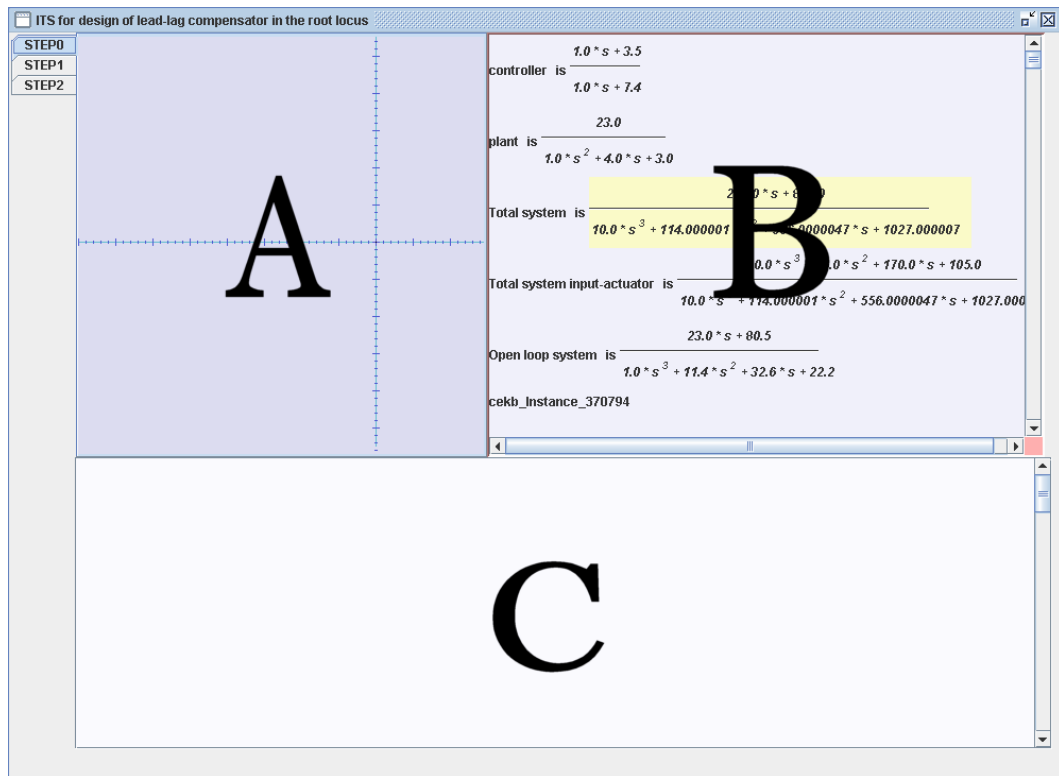 ITS for design of lead-lag compensator in the root locus
STEP0
STEP1
STEP2
A
B
C
1.0 * s + 3.5
controller is
1.0 * s + 7.4
23.0
plant is
1.0 * s 2 + 4.0 * s + 3.0
* s +
Total system is
10.0 * s 3 + 114.000001 * s + 1027.000007
* s 2 + 170.0 * s + 105.0
Total system input-actuator is
10.0 * s + 114.000001 * s 2 + 556.0000047 * s + 1027.000
23.0 * s + 80.5
Open loop system is
1.0 * s 3 + 11.4 * s 2 + 32.6 * s + 22.2
cekb_Instance_370794